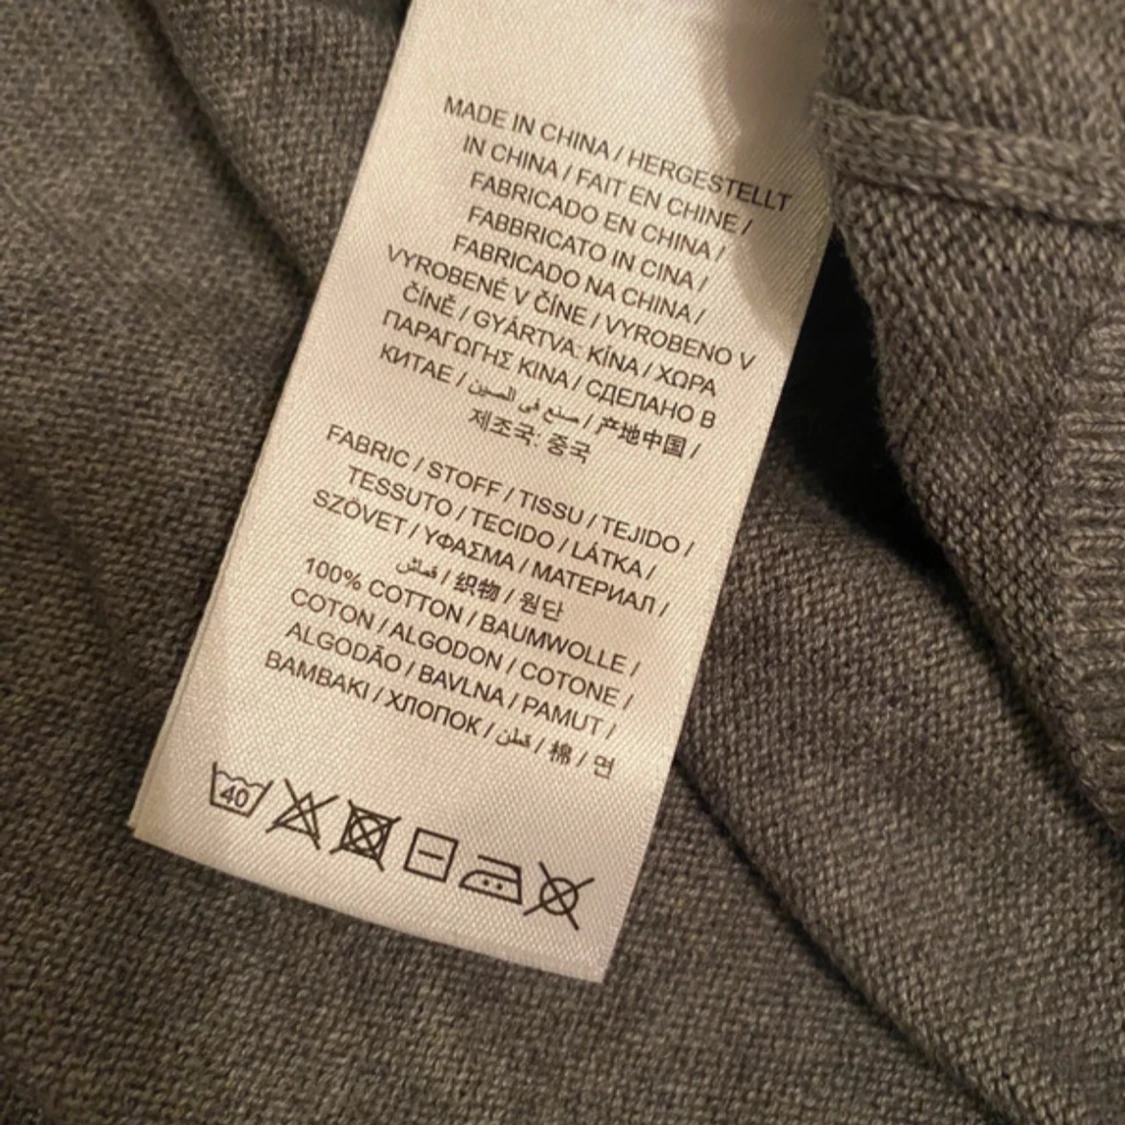 MADE IN CHINA / HERGESTELLT
IN CHINA / FAIT EN CHINE /
FABRICADO EN CHINA /
FABBRICATO IN CINA /
FABRICADO NA CHINA /
VYROBENÉ V ČÍNE / VYROBENO V
ČÍNĚ / GYÁRTVA: KÍNA / ΧΩΡΑ
ΠΑΡΑΓΩΓΗΣ ΚΙΝΑ / СДЕЛАНО В
КИТАЕ / صنع في الصين / 产地中国 /
제조국: 중국
FABRIC / STOFF / TISSU / TEJIDO /
TESSUTO / TECIDO / LÁTKA /
SZÖVET / ΥΦΑΣΜΑ / МАТЕРИАЛ /
قماش / 织物 / 원단
100% COTTON / BAUMWOLLE /
COTON / ALGODON / COTONE /
ALGODÃO / BAVLNA / PAMUT /
BAMBAKI / ХЛОПОК / قطن / 棉 / 면
40